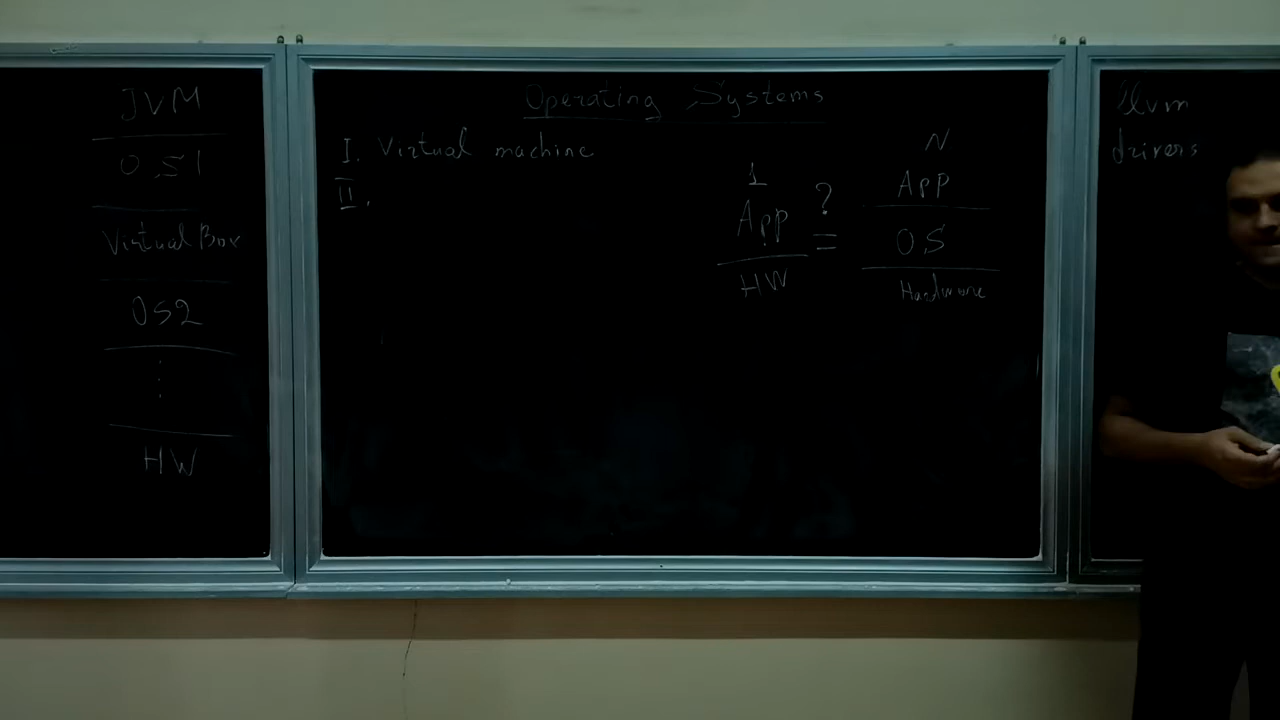 JVM
OS1
VirtualBox
OS2
HW
Operating Systems
I. Virtual machine
II.
1
App
HW
?
=
N
App
OS
Hardware
llvm
drivers